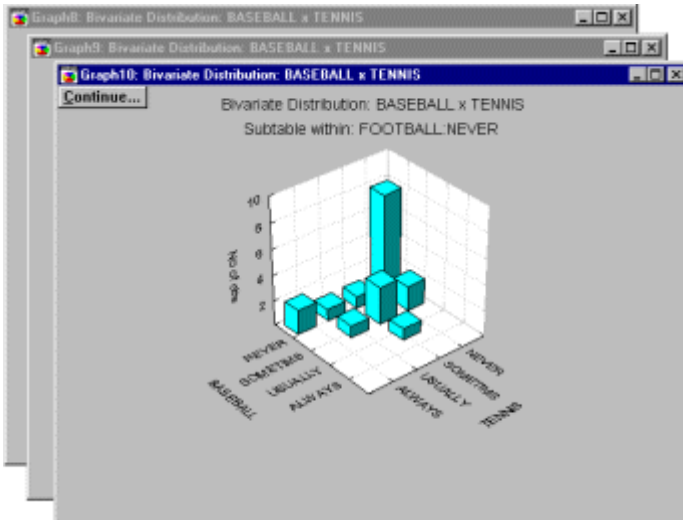 Graph8: Bivariate Distribution: BASEBALL x TENNIS
Graph9: Bivariate Distribution: BASEBALL x TENNIS
Graph10: Bivariate Distribution: BASEBALL x TENNIS
Continue...
Bivariate Distribution: BASEBALL x TENNIS
Subtable within: FOOTBALL:NEVER
10
8
6
4
2
No of obs
NEVER
SOMETIMS
USUALLY
ALWAYS
BASEBALL
NEVER
SOMETIMS
USUALLY
ALWAYS
TENNIS